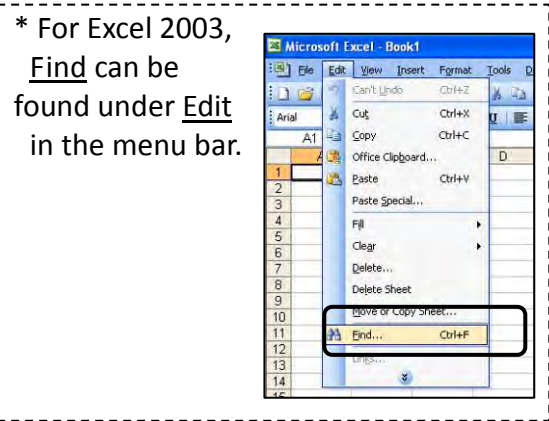 * For Excel 2003,
Find can be
found under Edit
in the menu bar.
Microsoft Excel - Book1
File Edit View Insert Format Tools D
Can't Undo Ctrl+Z
Arial
Cut Ctrl+X
U
A1
Copy Ctrl+C
Office Clipboard...
A
D
Paste Ctrl+V
Paste Special...
Fill
Clear
Delete...
Delete Sheet
Move or Copy Sheet...
Find... Ctrl+F
Links...
1
2
3
4
5
6
7
8
9
10
11
12
13
14
15